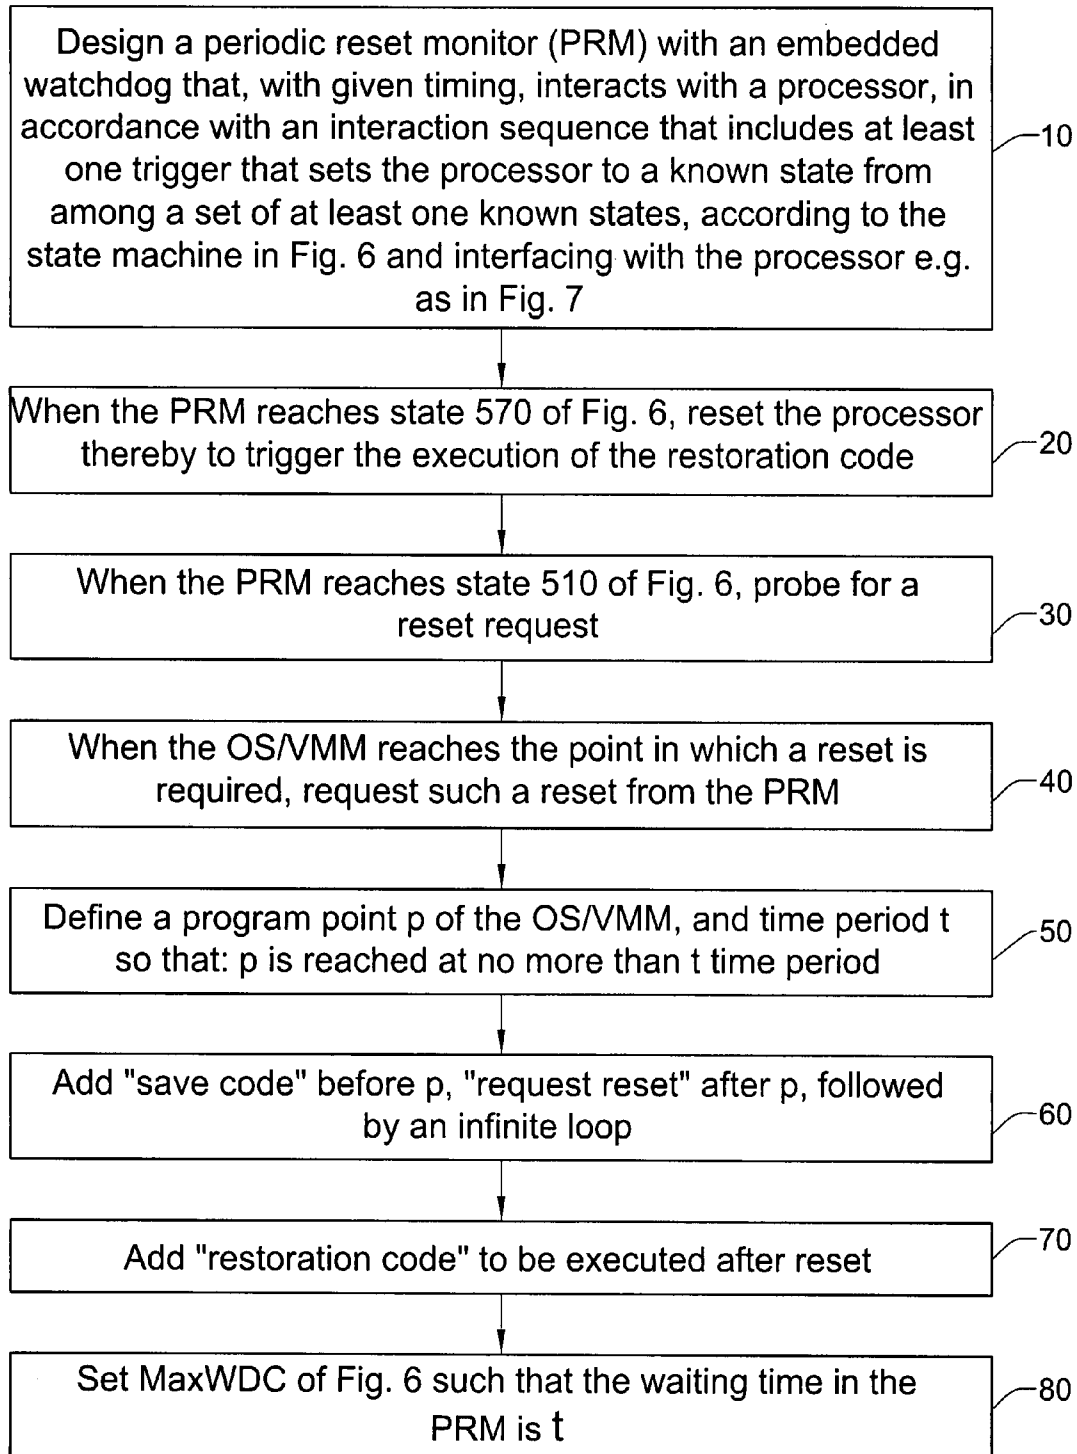 Design a periodic reset monitor (PRM) with an embedded
watchdog that, with given timing, interacts with a processor, in
accordance with an interaction sequence that includes at least
one trigger that sets the processor to a known state from
among a set of at least one known states, according to the
state machine in Fig. 6 and interfacing with the processor e.g.
as in Fig. 7
10
When the PRM reaches state 570 of Fig. 6, reset the processor
thereby to trigger the execution of the restoration code
20
When the PRM reaches state 510 of Fig. 6, probe for a
reset request
30
When the OS/VMM reaches the point in which a reset is
required, request such a reset from the PRM
40
Define a program point p of the OS/VMM, and time period t
so that: p is reached at no more than t time period
50
Add "save code" before p, "request reset" after p, followed
by an infinite loop
60
Add "restoration code" to be executed after reset
70
Set MaxWDC of Fig. 6 such that the waiting time in the
PRM is t
80